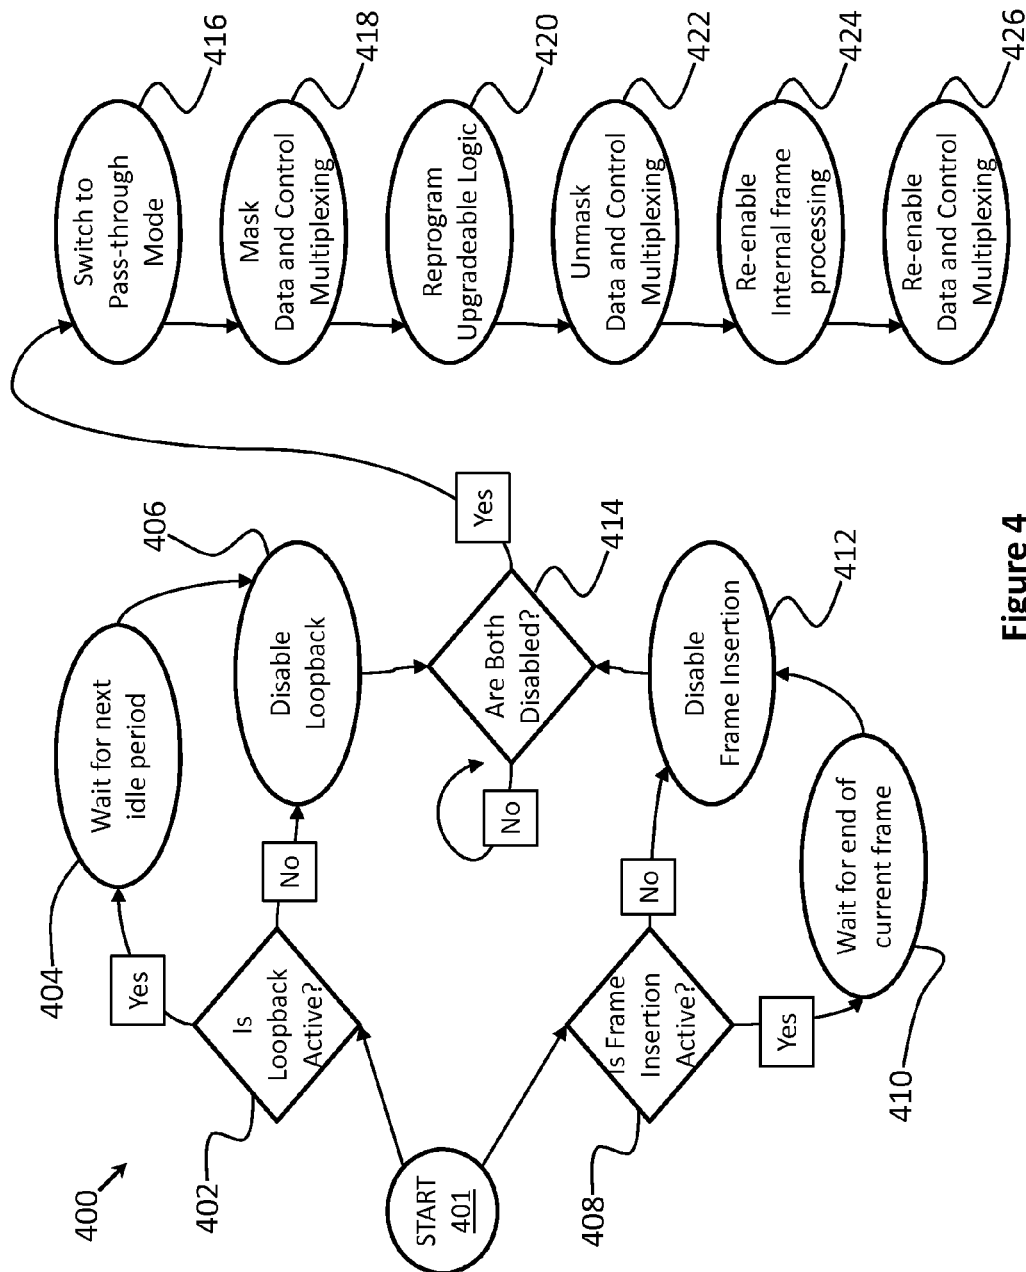 400
START
401
402
Is
Loopback
Active?
Yes
404
Wait for next
idle period
No
406
Disable
Loopback
408
Is Frame
Insertion
Active?
Yes
410
Wait for end of
current frame
No
412
Disable
Frame Insertion
414
Are Both
Disabled?
No
Yes
Switch to
Pass-through
Mode
416
Mask
Data and Control
Multiplexing
418
Reprogram
Upgradeable Logic
420
Unmask
Data and Control
Multiplexing
422
Re-enable
Internal frame
processing
424
Re-enable
Data and Control
Multiplexing
426
Figure 4